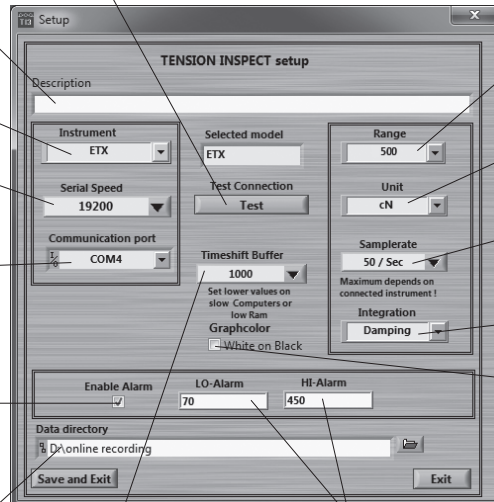 Setup
TENSION INSPECT setup
Description
Instrument
ETX
Serial Speed
19200
Communication port
COM4
Selected model
ETX
Test Connection
Test
Timeshift Buffer
1000
Set lower values on
slow Computers or
low Ram
Graphcolor
White on Black
Range
500
Unit
cN
Samplerate
50 / Sec
Maximum depends on
connected instrument !
Integration
Damping
Enable Alarm
LO-Alarm
70
HI-Alarm
450
Data directory
D:\online recording
Save and Exit
Exit